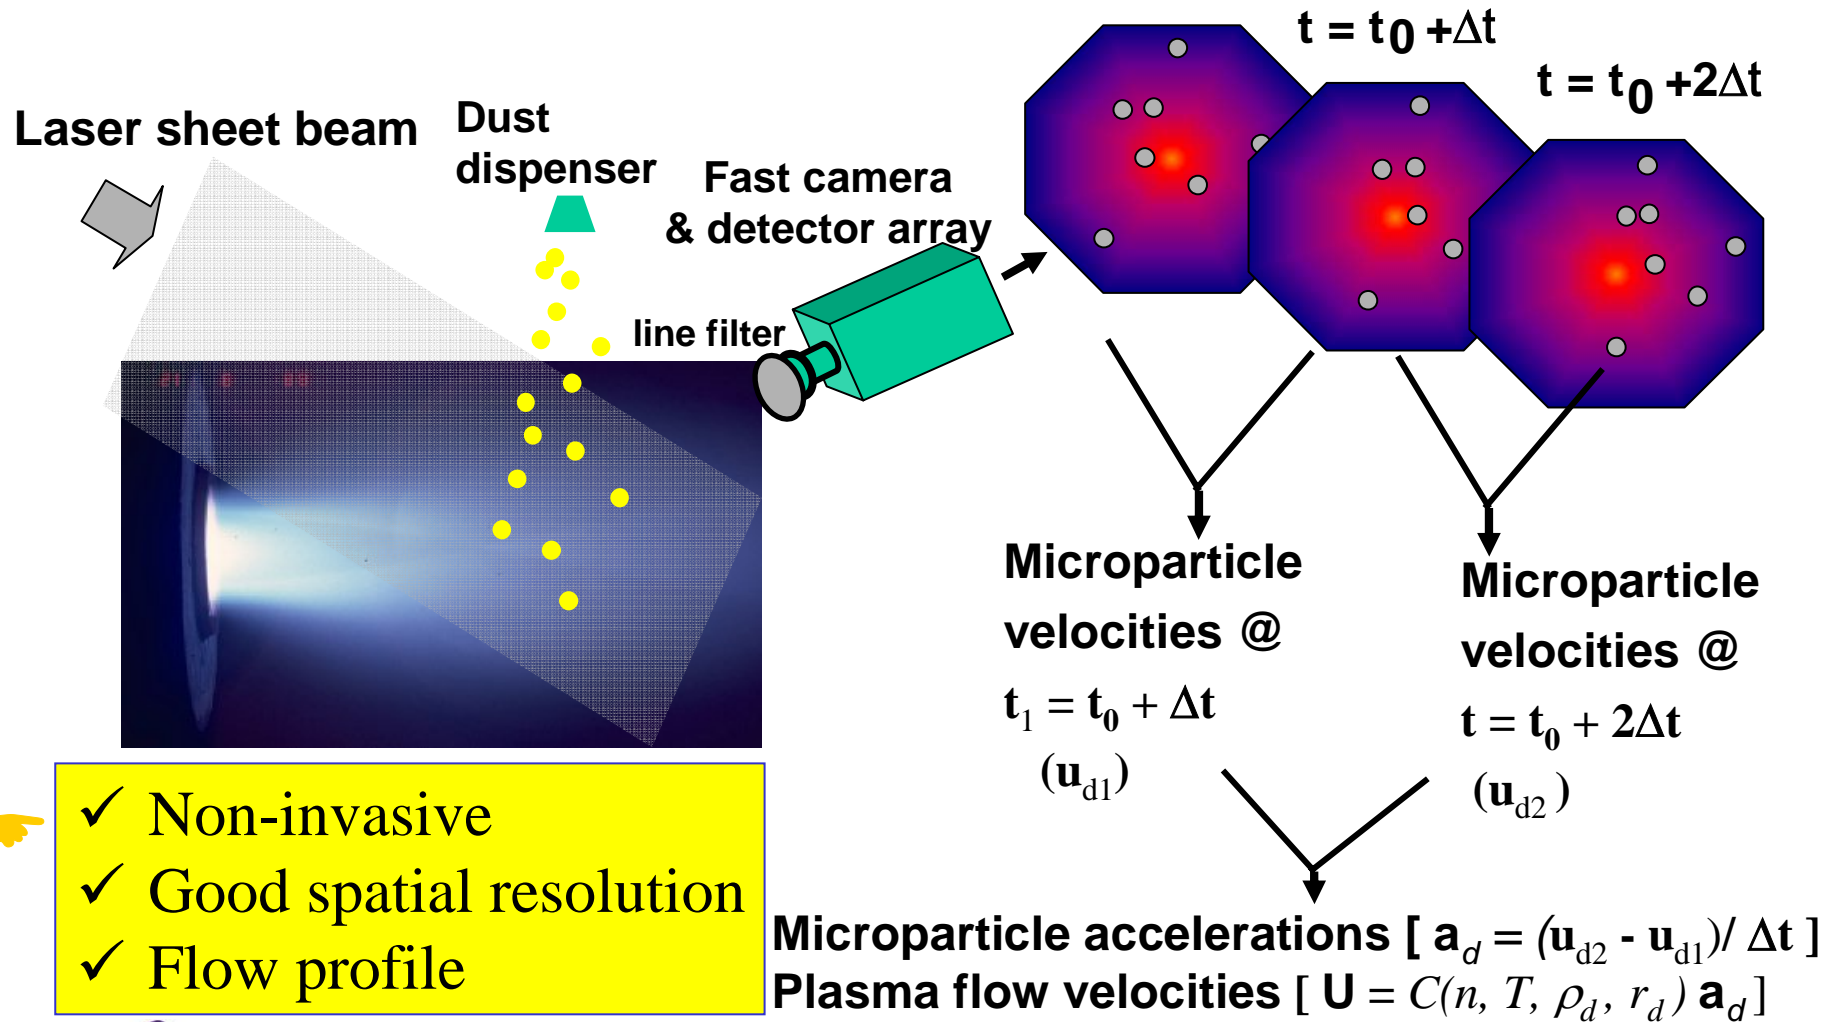 t = t0 +Δt
t = t0 +2Δt
Laser sheet beam
Dust
dispenser
Fast camera
& detector array
line filter
Microparticle
velocities @
t1 = t0 + Δt
(ud1)
Microparticle
velocities @
t = t0 + 2Δt
(ud2 )
✓ Non-invasive
✓ Good spatial resolution
✓ Flow profile
Microparticle accelerations [ ad = (ud2 - ud1)/ Δt ]
Plasma flow velocities [ U = C(n, T, ρd, rd ) ad ]